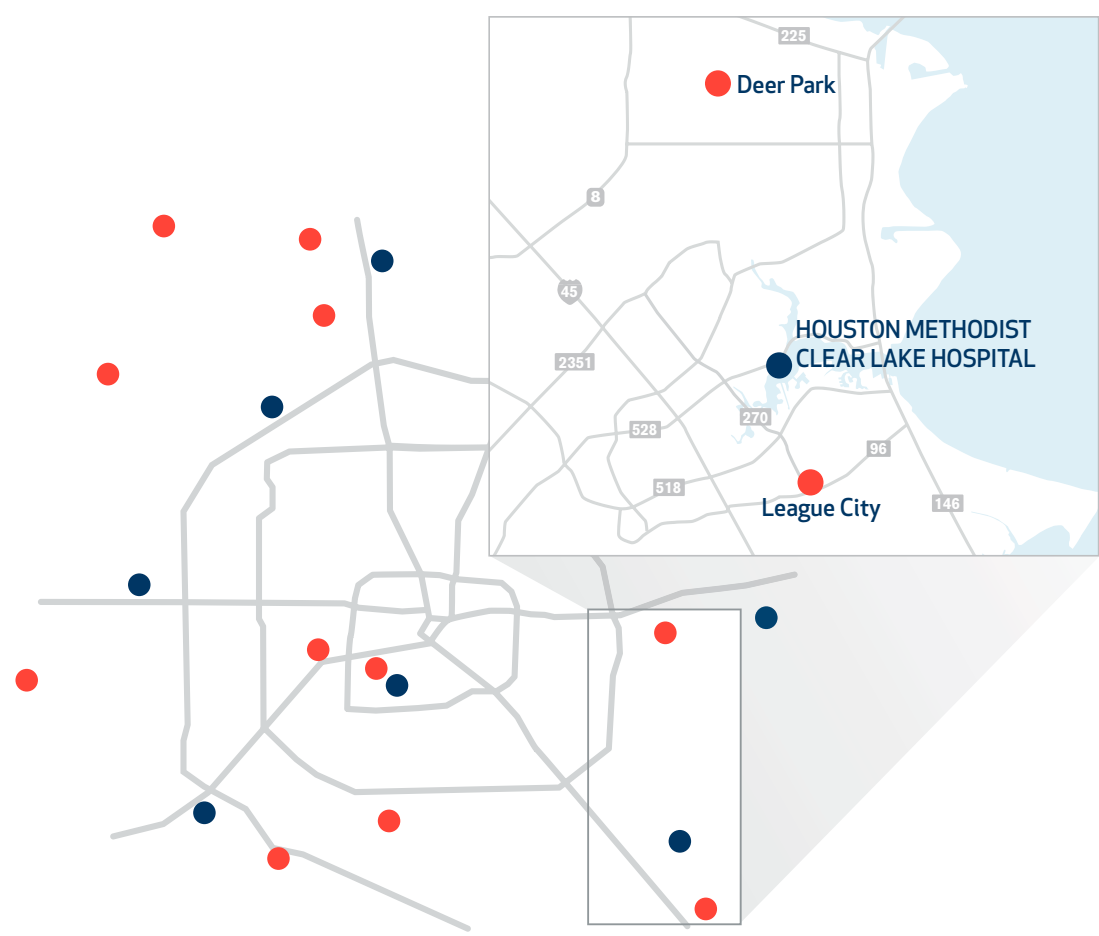 225
Deer Park
8
45
HOUSTON METHODIST
CLEAR LAKE HOSPITAL
2351
270
528
96
518
League City
146